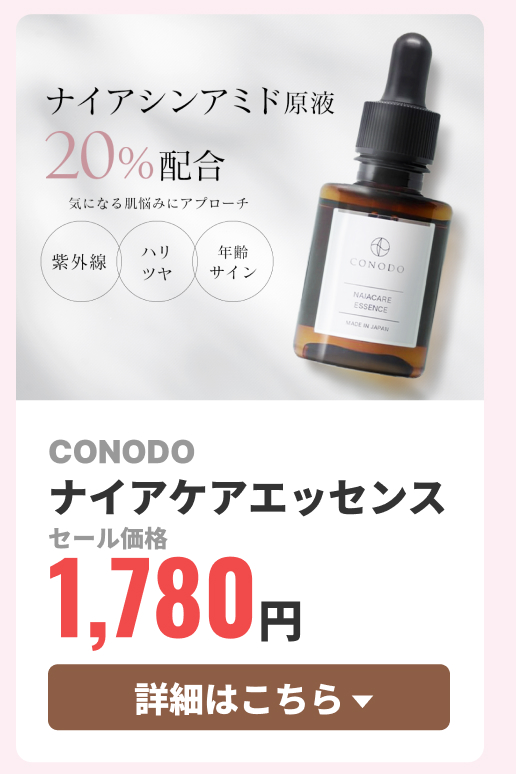 ナイアシンアミド原液
20%配合
気になる肌悩みにアプローチ
紫外線
ハリ
ツヤ
年齢
サイン
CONODO
NAIACARE
ESSENCE
MADE IN JAPAN
CONODO
ナイアケアエッセンス
セール価格
1,780円
詳細はこちら